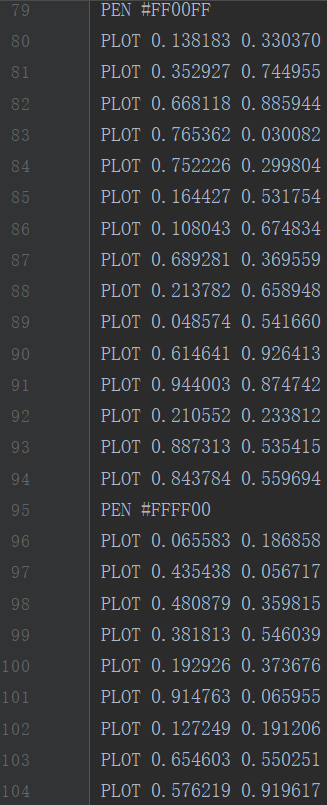 79 PEN #FF00FF
80 PLOT 0.138183 0.330370
81 PLOT 0.352927 0.744955
82 PLOT 0.668118 0.885944
83 PLOT 0.765362 0.030082
84 PLOT 0.752226 0.299804
85 PLOT 0.164427 0.531754
86 PLOT 0.108043 0.674834
87 PLOT 0.689281 0.369559
88 PLOT 0.213782 0.658948
89 PLOT 0.048574 0.541660
90 PLOT 0.614641 0.926413
91 PLOT 0.944003 0.874742
92 PLOT 0.210552 0.233812
93 PLOT 0.887313 0.535415
94 PLOT 0.843784 0.559694
95 PEN #FFFF00
96 PLOT 0.065583 0.186858
97 PLOT 0.435438 0.056717
98 PLOT 0.480879 0.359815
99 PLOT 0.381813 0.546039
100 PLOT 0.192926 0.373676
101 PLOT 0.914763 0.065955
102 PLOT 0.127249 0.191206
103 PLOT 0.654603 0.550251
104 PLOT 0.576219 0.919617